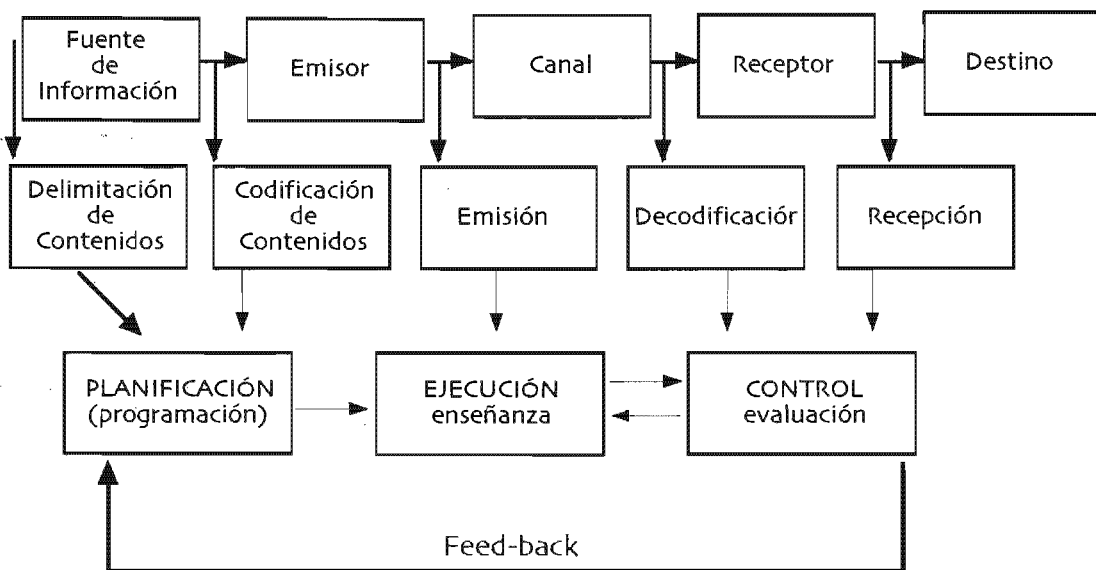 Fuente
de
Información
Emisor
Canal
Receptor
Destino
Delimitación
de
Contenidos
Codificación
de
Contenidos
Emisión
Decodificaciór
Recepción
PLANIFICACIÓN
(programación)
EJECUCIÓN
enseñanza
CONTROL
evaluación
Feed-back